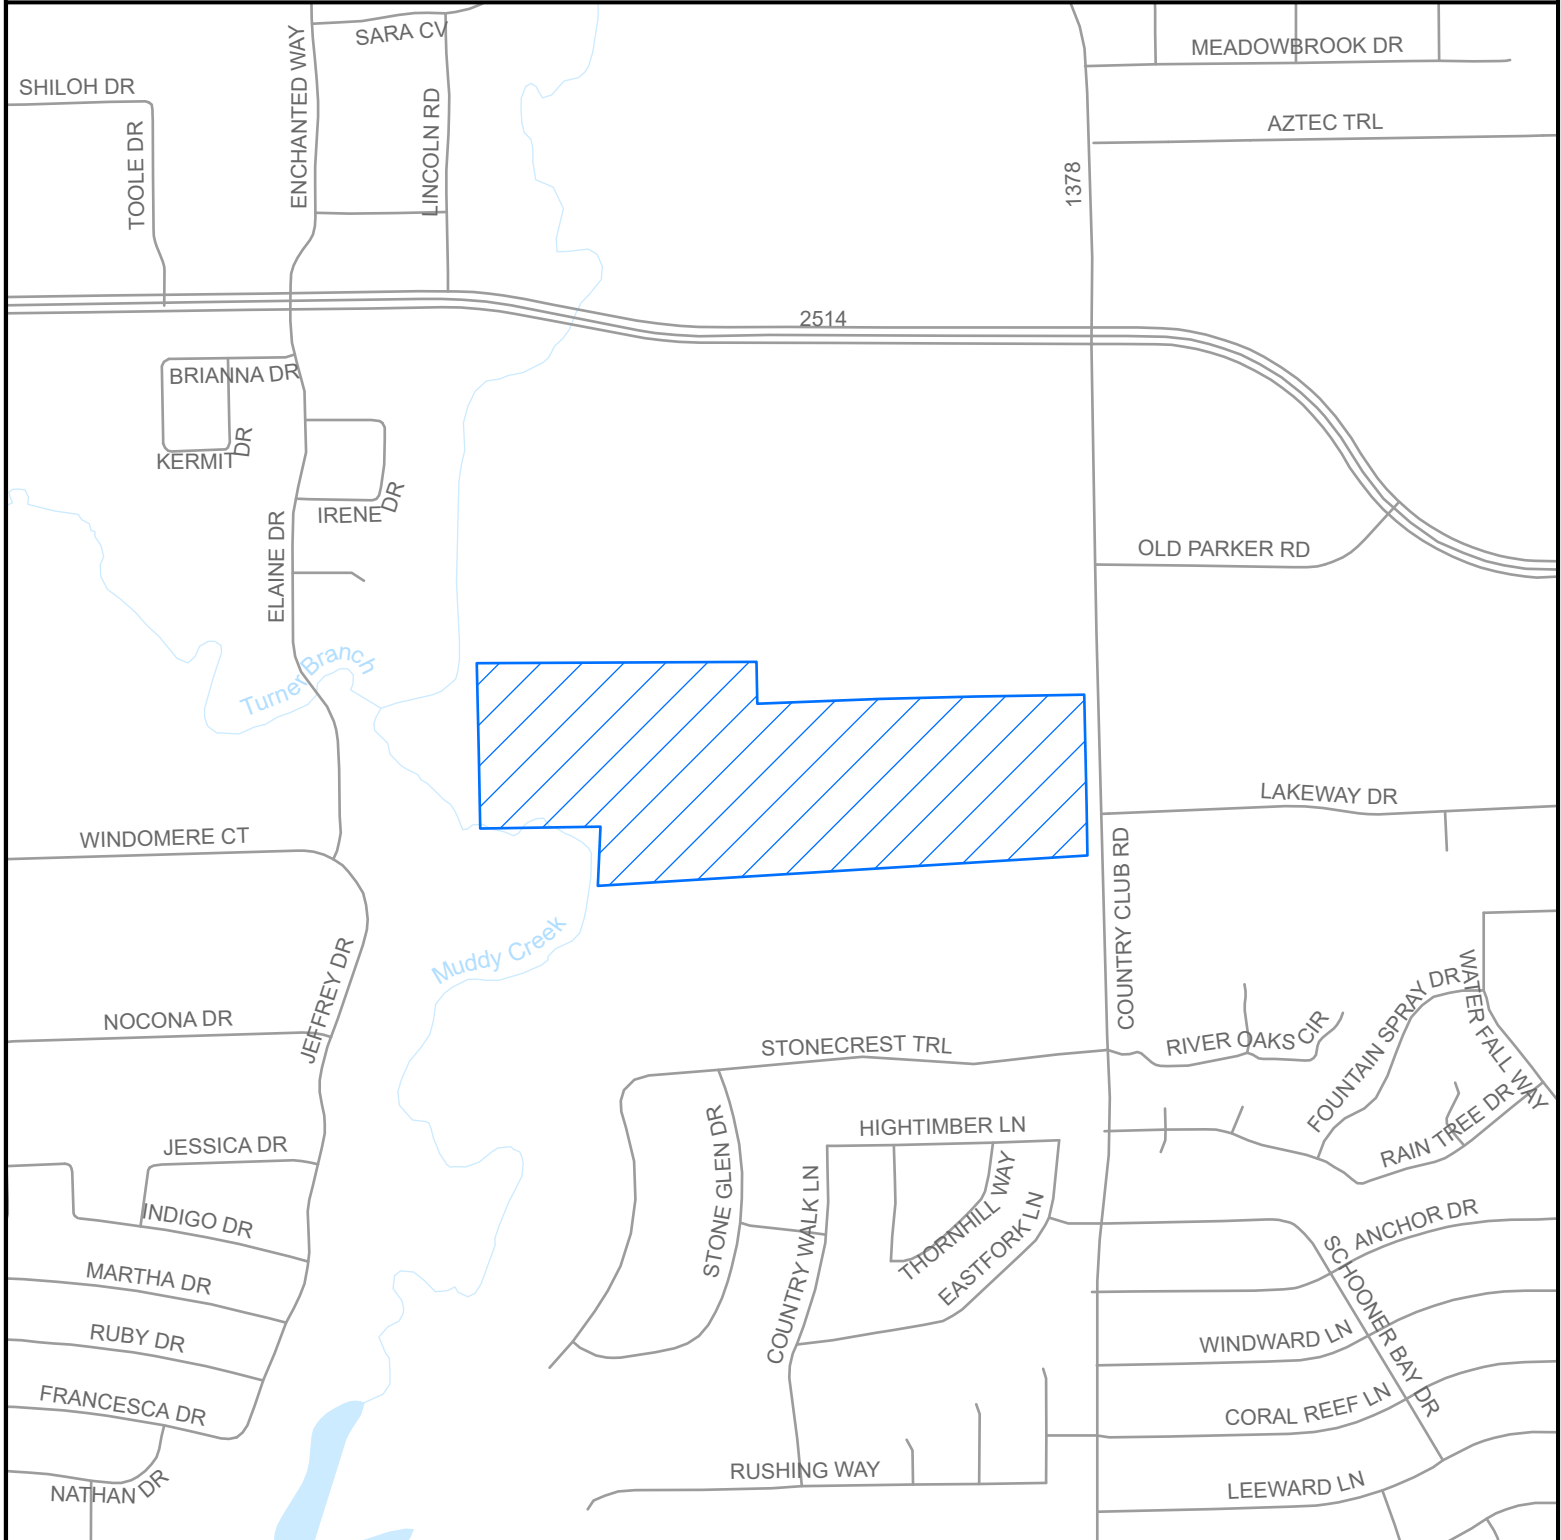 SARA CV
MEADOWBROOK DR
ENCHANTED WAY
SHILOH DR
LINCOLN RD
TOOLE DR
AZTEC TRL
1378
2514
BRIANNA DR
KERMIT DR
IRENE DR
ELAINE DR
OLD PARKER RD
Turner Branch
LAKEWAY DR
WINDOMERE CT
COUNTRY CLUB RD
Muddy Creek
JEFFREY DR
NOCONA DR
STONECREST TRL
RIVER OAKS CIR
FOUNTAIN SPRAY DR
WATER FALL WAY
RAIN TREE DR
HIGHTIMBER LN
JESSICA DR
STONE GLEN DR
COUNTRY WALK LN
THORNHILL WAY
EASTFORK LN
INDIGO DR
ANCHOR DR
SCHOONER BAY DR
MARTHA DR
WINDWARD LN
RUBY DR
FRANCESCA DR
CORAL REEF LN
RUSHING WAY
LEEWARD LN
NATHAN DR